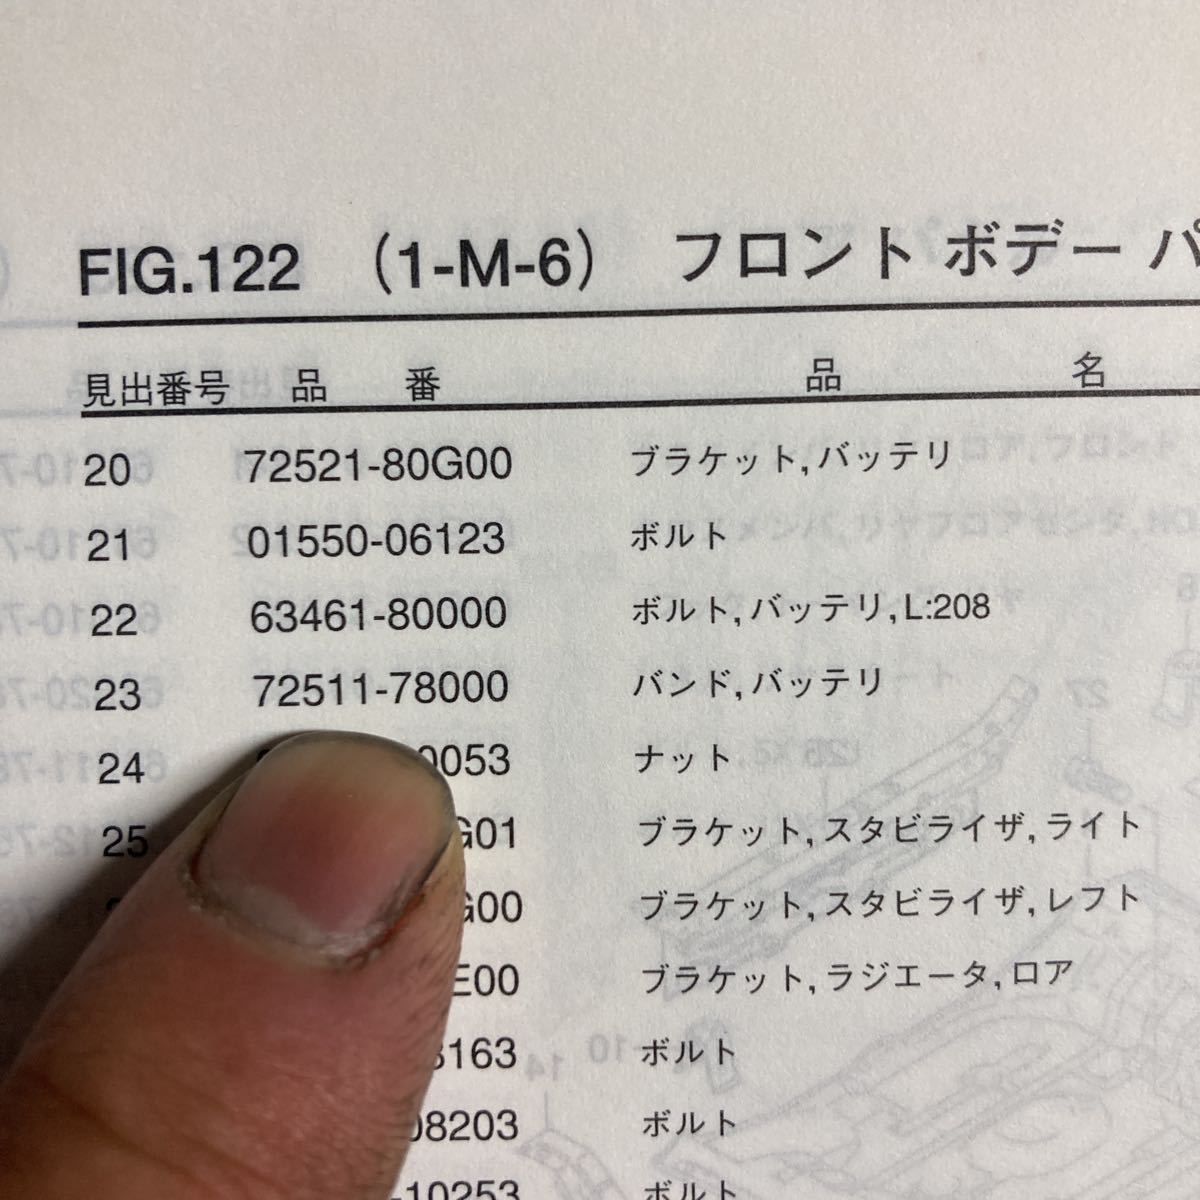 FIG.122 (1-M-6) フロント ボデー パ
見出番号 品 番 品 名
20 72521-80G00 ブラケット,バッテリ
21 01550-06123 ボルト
22 63461-80000 ボルト,バッテリ,L:208
23 72511-78000 バンド,バッテリ
24 0053 ナット
25 G01 ブラケット,スタビライザ,ライト
G00 ブラケット,スタビライザ,レフト
E00 ブラケット,ラジエータ,ロア
8163 ボルト
08203 ボルト
-10253 ボルト